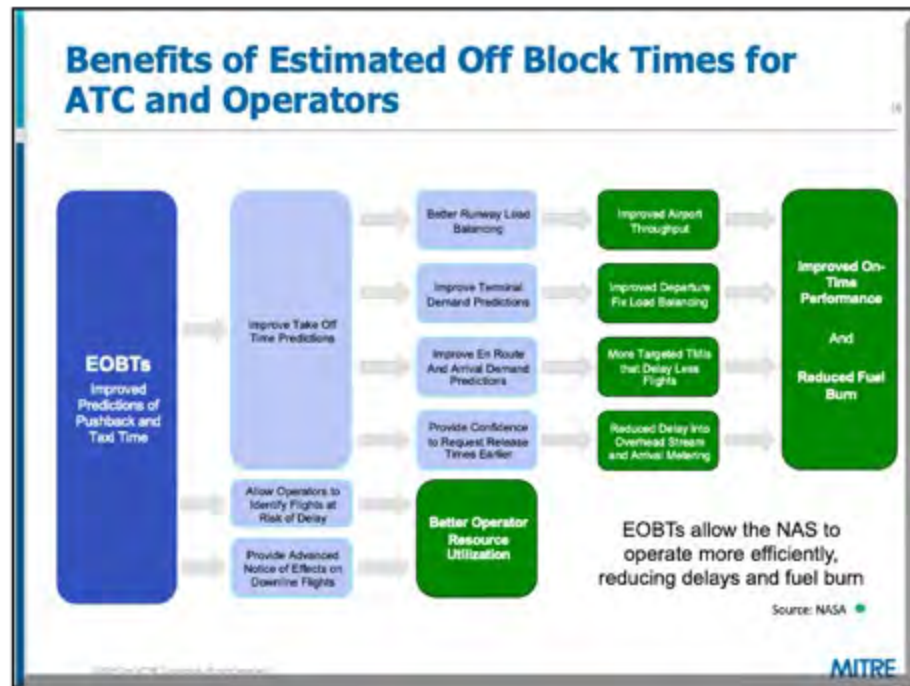 Benefits of Estimated Off Block Times for
ATC and Operators
EOBTs
Improved
Predictions of
Pushback and
Taxi Time
Improve Take Off
Time Predictions
Allow Operators to
Identify Flights at
Risk of Delay
Provide Advanced
Notice of Effects on
Downline Flights
Better Runway Load
Balancing
Improve Terminal
Demand Predictions
Improve En Route
And Arrival Demand
Predictions
Provide Confidence
to Request Release
Times Earlier
Better Operator
Resource
Utilization
Improved Airport
Throughput
Improved Departure
Fix Load Balancing
More Targeted TMIs
that Delay Less
Flights
Reduced Delay into
Overhead Stream
and Arrival Metering
Improved On-
Time
Performance
And
Reduced Fuel
Burn
EOBTs allow the NAS to
operate more efficiently,
reducing delays and fuel burn
Source: NASA
MITRE